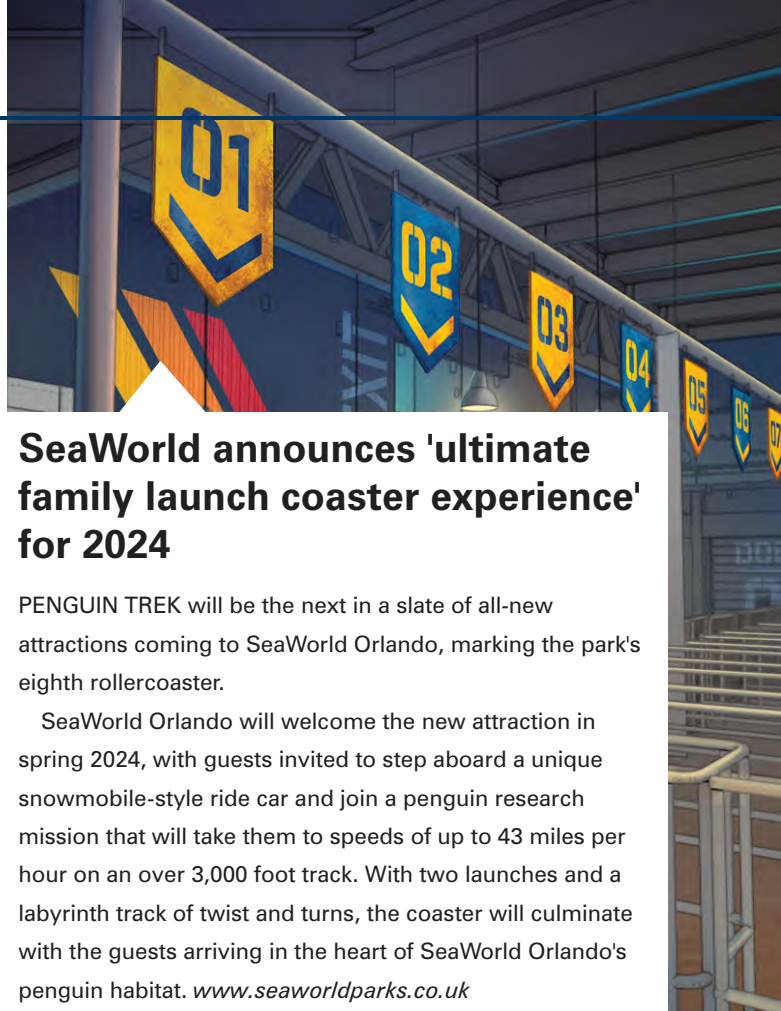 01
02
03
04
05
06
07
EXIT
SeaWorld announces 'ultimate
family launch coaster experience'
for 2024
PENGUIN TREK will be the next in a slate of all-new
attractions coming to SeaWorld Orlando, marking the park's
eighth rollercoaster.
SeaWorld Orlando will welcome the new attraction in
spring 2024, with guests invited to step aboard a unique
snowmobile-style ride car and join a penguin research
mission that will take them to speeds of up to 43 miles per
hour on an over 3,000 foot track. With two launches and a
labyrinth track of twist and turns, the coaster will culminate
with the guests arriving in the heart of SeaWorld Orlando's
penguin habitat. www.seaworldparks.co.uk